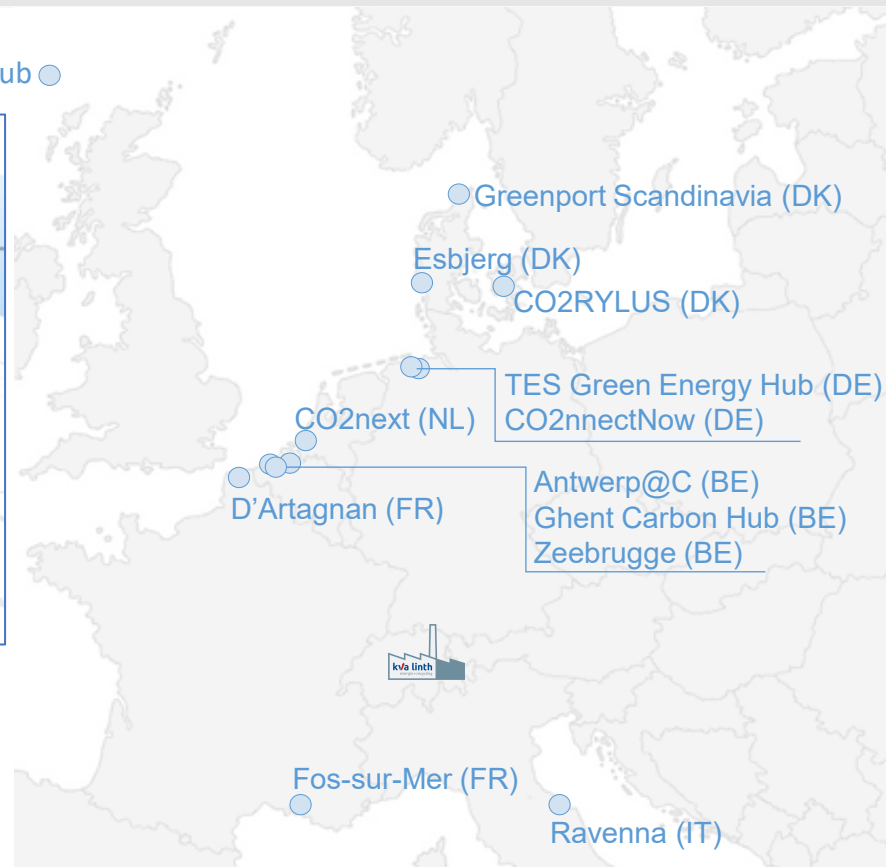 ub
Greenport Scandinavia (DK)
Esbjerg (DK)
CO2RYLUS (DK)
TES Green Energy Hub (DE)
CO2nnectNow (DE)
CO2next (NL)
Antwerp@C (BE)
Ghent Carbon Hub (BE)
Zeebrugge (BE)
D'Artagnan (FR)
kva linth
Fos-sur-Mer (FR)
Ravenna (IT)